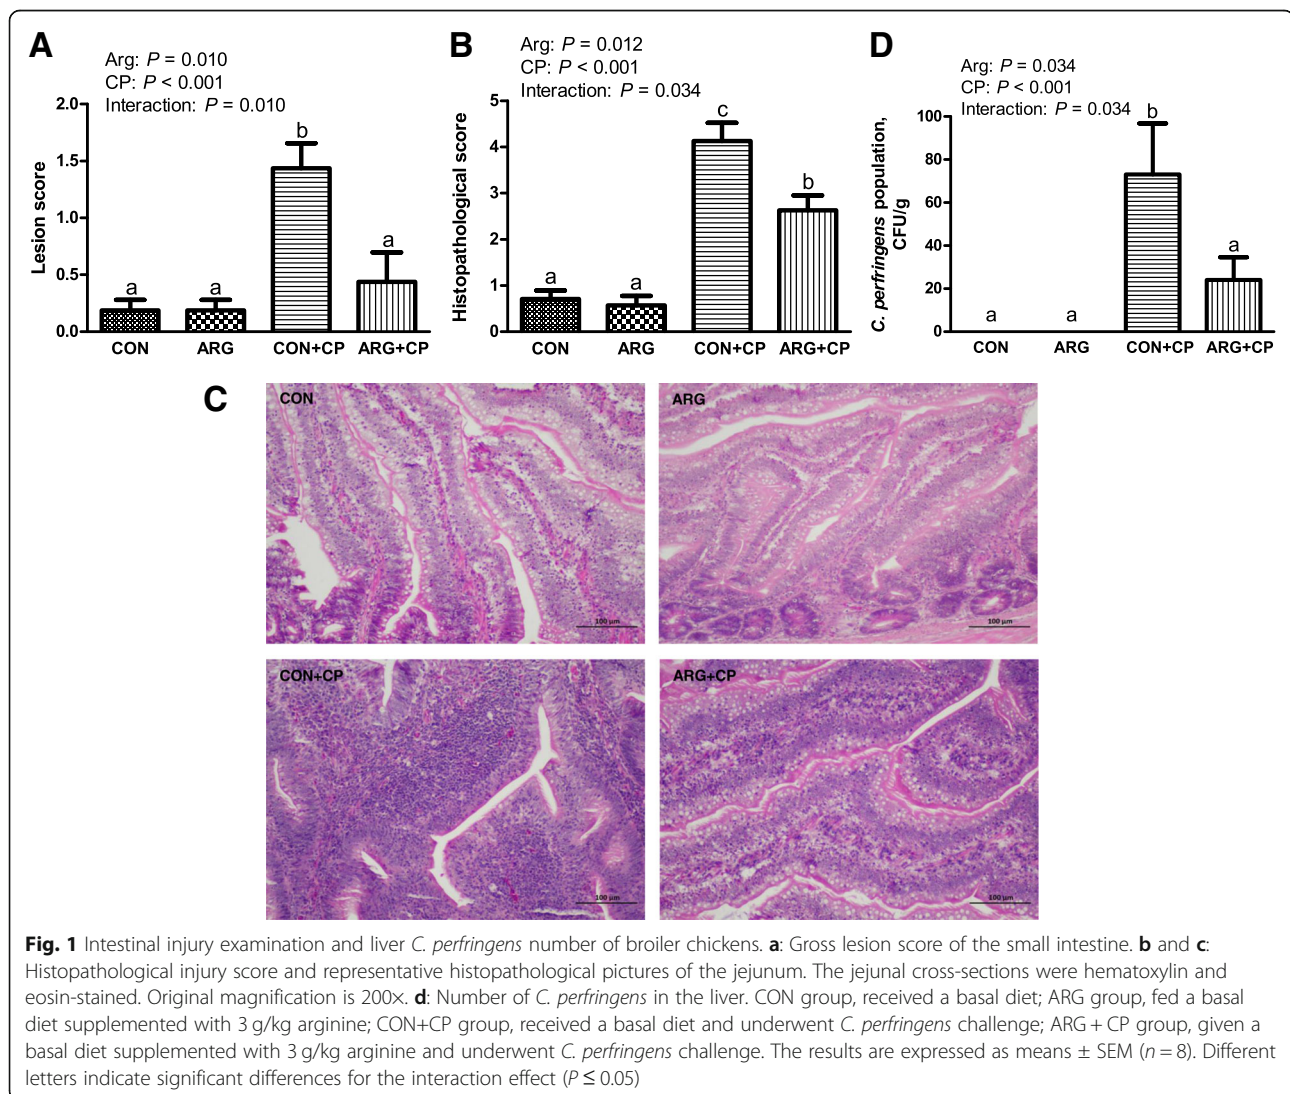 A
Arg: P = 0.010
CP: P < 0.001
Interaction: P = 0.010
Lesion score
2.0
1.5
1.0
0.5
0.0
a
a
b
a
CON
ARG
CON+CP
ARG+CP
B
Arg: P = 0.012
CP: P < 0.001
Interaction: P = 0.034
Histopathological score
5
4
3
2
1
0
a
a
c
b
CON
ARG
CON+CP
ARG+CP
D
Arg: P = 0.034
CP: P < 0.001
Interaction: P = 0.034
C. perfringens population,
CFU/g
100
80
60
40
20
0
a
a
b
a
CON
ARG
CON+CP
ARG+CP
C
CON
100 μm
ARG
100 μm
CON+CP
100 μm
ARG+CP
100 μm
Fig. 1 Intestinal injury examination and liver C. perfringens number of broiler chickens. a: Gross lesion score of the small intestine. b and c:
Histopathological injury score and representative histopathological pictures of the jejunum. The jejunal cross-sections were hematoxylin and
eosin-stained. Original magnification is 200×. d: Number of C. perfringens in the liver. CON group, received a basal diet; ARG group, fed a basal
diet supplemented with 3 g/kg arginine; CON+CP group, received a basal diet and underwent C. perfringens challenge; ARG + CP group, given a
basal diet supplemented with 3 g/kg arginine and underwent C. perfringens challenge. The results are expressed as means ± SEM (n = 8). Different
letters indicate significant differences for the interaction effect (P ≤ 0.05)